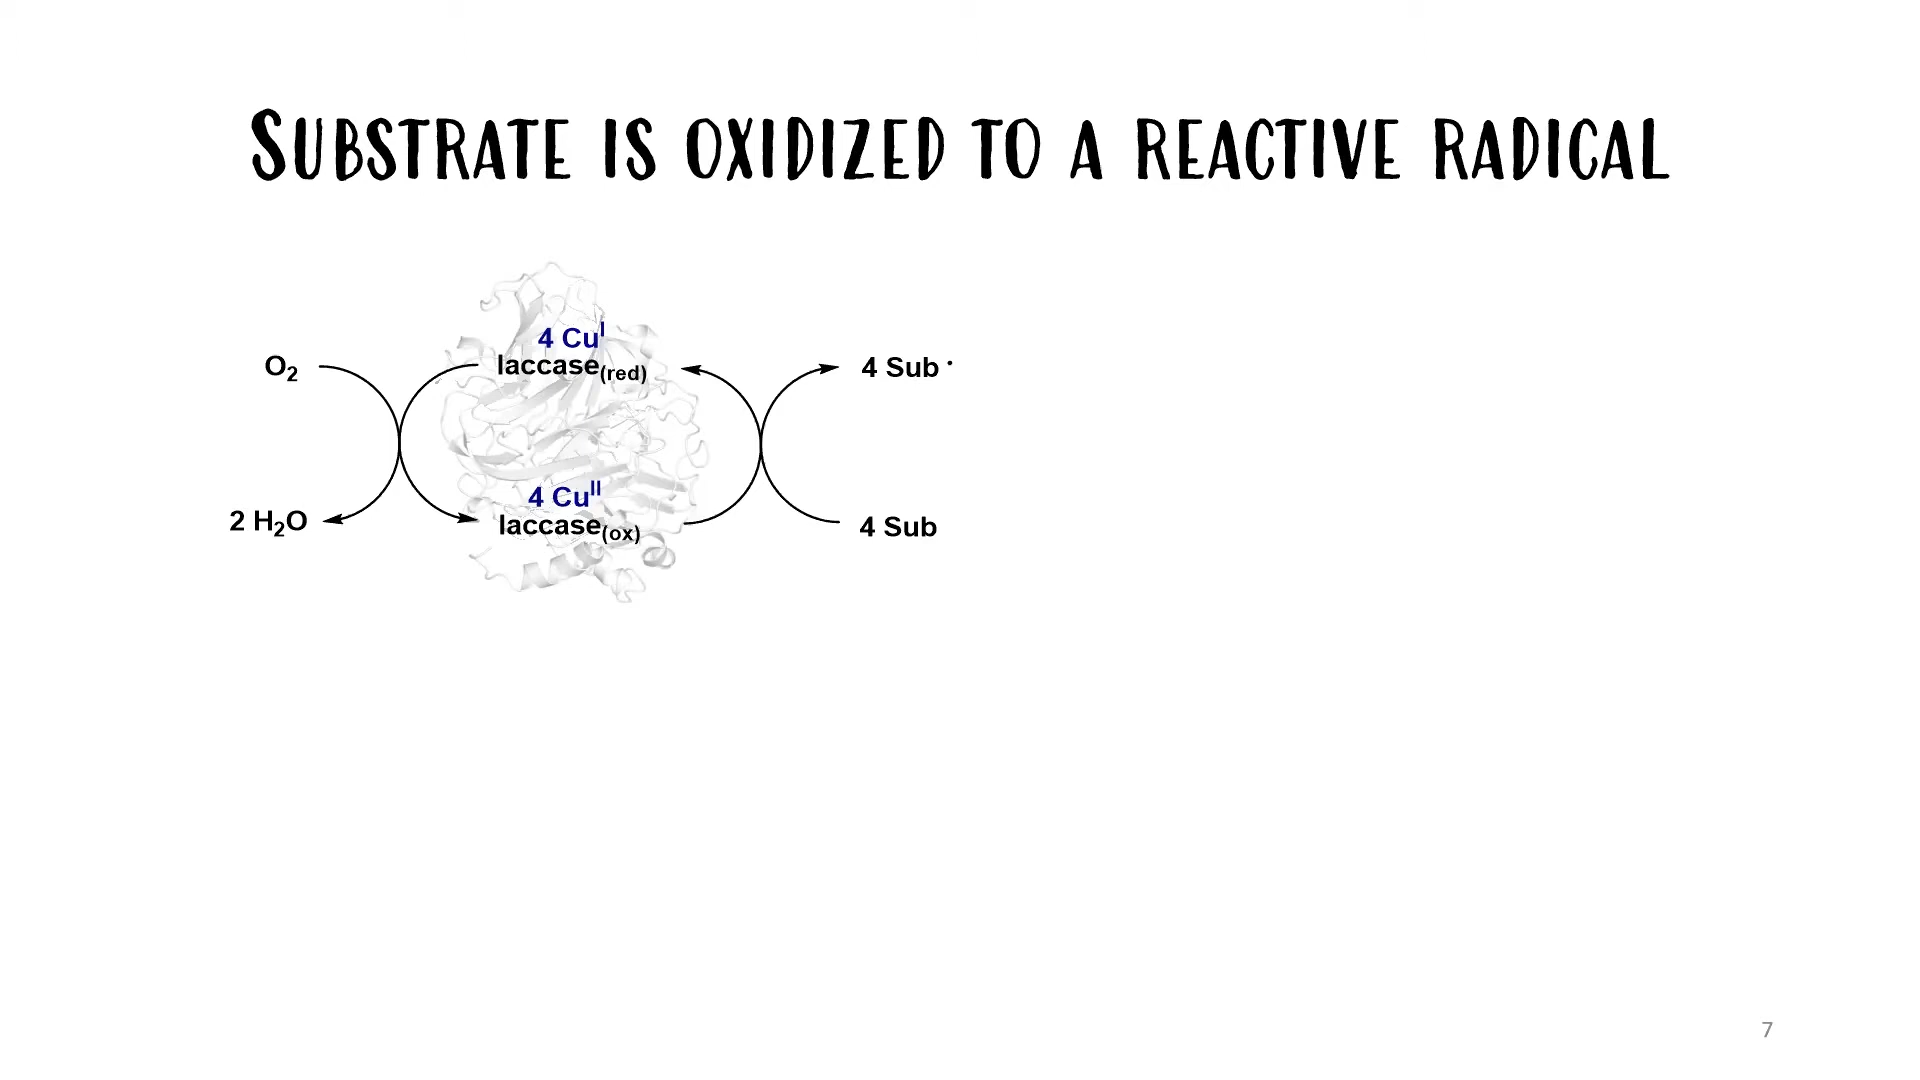 Substrate is oxidized to a reactive radical
4 Cuᴵ
O₂ laccase(red) 4 Sub ·
4 Cuᴵᴵ
2 H₂O laccase(ox) 4 Sub
7